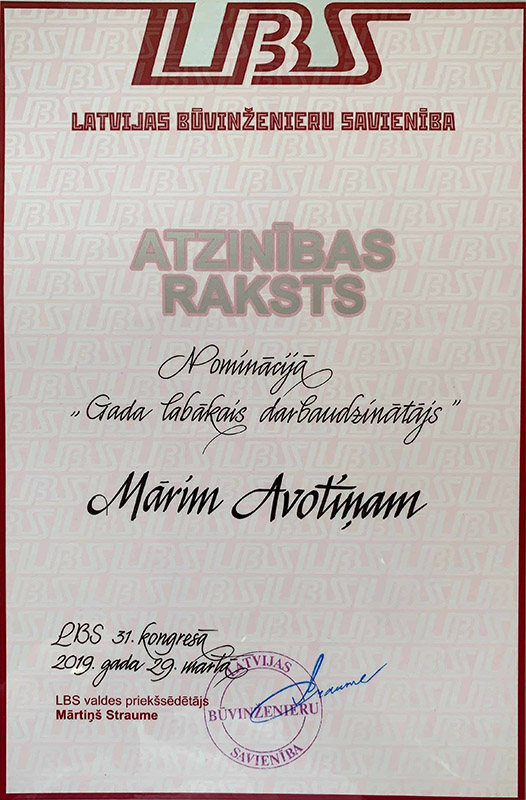 LBS
LATVIJAS BŪVINŽENIERU SAVIENĪBA
ATZINĪBAS
RAKSTS
Nominācijā
„Gada labākais darbaudzinātājs"
Mārim Avotiņam
LBS 31. kongresā
2019. gada 29. martā
LBS valdes priekšsēdētājs
Mārtiņš Straume
LATVIJAS
BŪVINŽENIERU
SAVIENĪBA
Straume